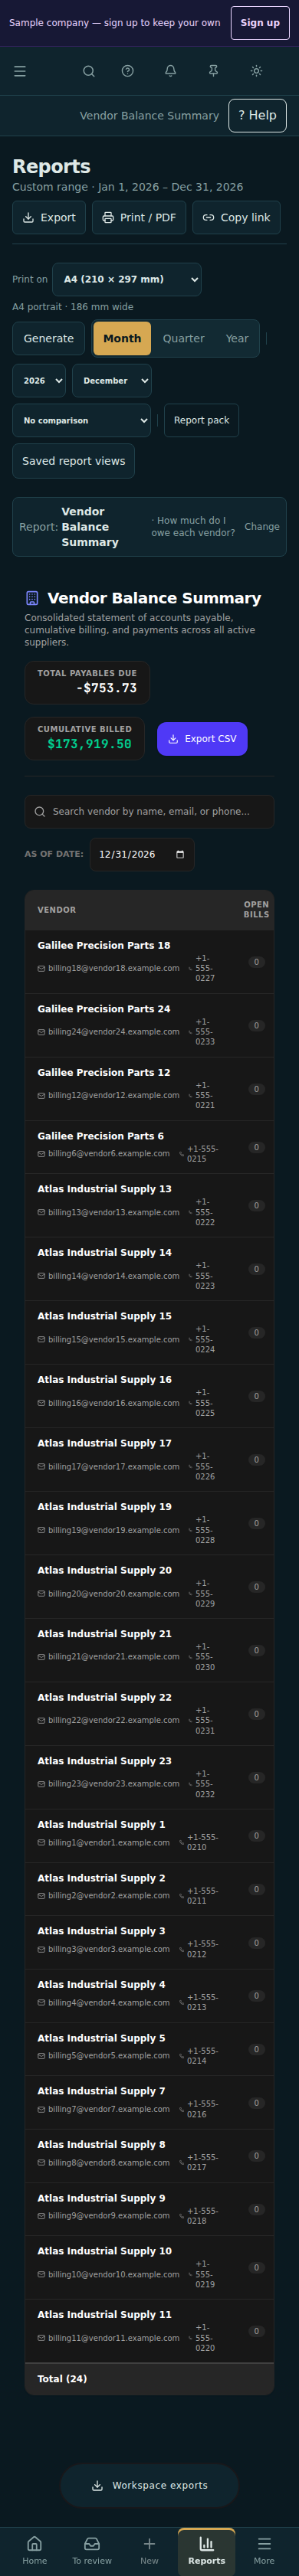 Sample company — sign up to keep your own
Sign up
Vendor Balance Summary
? Help
Reports
Custom range · Jan 1, 2026 – Dec 31, 2026
Export
Print / PDF
Copy link
Print on
A4 (210 × 297 mm)
A4 portrait · 186 mm wide
Generate
Month
Quarter
Year
2026
December
No comparison
Report pack
Saved report views
Report:
Vendor
Balance
Summary
· How much do I
owe each vendor?
Change
Vendor Balance Summary
Consolidated statement of accounts payable,
cumulative billing, and payments across all active
suppliers.
TOTAL PAYABLES DUE
-$753.73
CUMULATIVE BILLED
$173,919.50
Export CSV
Search vendor by name, email, or phone...
AS OF DATE:
12/31/2026
VENDOR
OPEN
BILLS
Galilee Precision Parts 18
billing18@vendor18.example.com
+1-
555-
0227
0
Galilee Precision Parts 24
billing24@vendor24.example.com
+1-
555-
0233
0
Galilee Precision Parts 12
billing12@vendor12.example.com
+1-
555-
0221
0
Galilee Precision Parts 6
billing6@vendor6.example.com
+1-555-
0215
0
Atlas Industrial Supply 13
billing13@vendor13.example.com
+1-
555-
0222
0
Atlas Industrial Supply 14
billing14@vendor14.example.com
+1-
555-
0223
0
Atlas Industrial Supply 15
billing15@vendor15.example.com
+1-
555-
0224
0
Atlas Industrial Supply 16
billing16@vendor16.example.com
+1-
555-
0225
0
Atlas Industrial Supply 17
billing17@vendor17.example.com
+1-
555-
0226
0
Atlas Industrial Supply 19
billing19@vendor19.example.com
+1-
555-
0228
0
Atlas Industrial Supply 20
billing20@vendor20.example.com
+1-
555-
0229
0
Atlas Industrial Supply 21
billing21@vendor21.example.com
+1-
555-
0230
0
Atlas Industrial Supply 22
billing22@vendor22.example.com
+1-
555-
0231
0
Atlas Industrial Supply 23
billing23@vendor23.example.com
+1-
555-
0232
0
Atlas Industrial Supply 1
billing1@vendor1.example.com
+1-555-
0210
0
Atlas Industrial Supply 2
billing2@vendor2.example.com
+1-555-
0211
0
Atlas Industrial Supply 3
billing3@vendor3.example.com
+1-555-
0212
0
Atlas Industrial Supply 4
billing4@vendor4.example.com
+1-555-
0213
0
Atlas Industrial Supply 5
billing5@vendor5.example.com
+1-555-
0214
0
Atlas Industrial Supply 7
billing7@vendor7.example.com
+1-555-
0216
0
Atlas Industrial Supply 8
billing8@vendor8.example.com
+1-555-
0217
0
Atlas Industrial Supply 9
billing9@vendor9.example.com
+1-555-
0218
0
Atlas Industrial Supply 10
billing10@vendor10.example.com
+1-
555-
0219
0
Atlas Industrial Supply 11
billing11@vendor11.example.com
+1-
555-
0220
0
Total (24)
Workspace exports
Home
To review
New
Reports
More